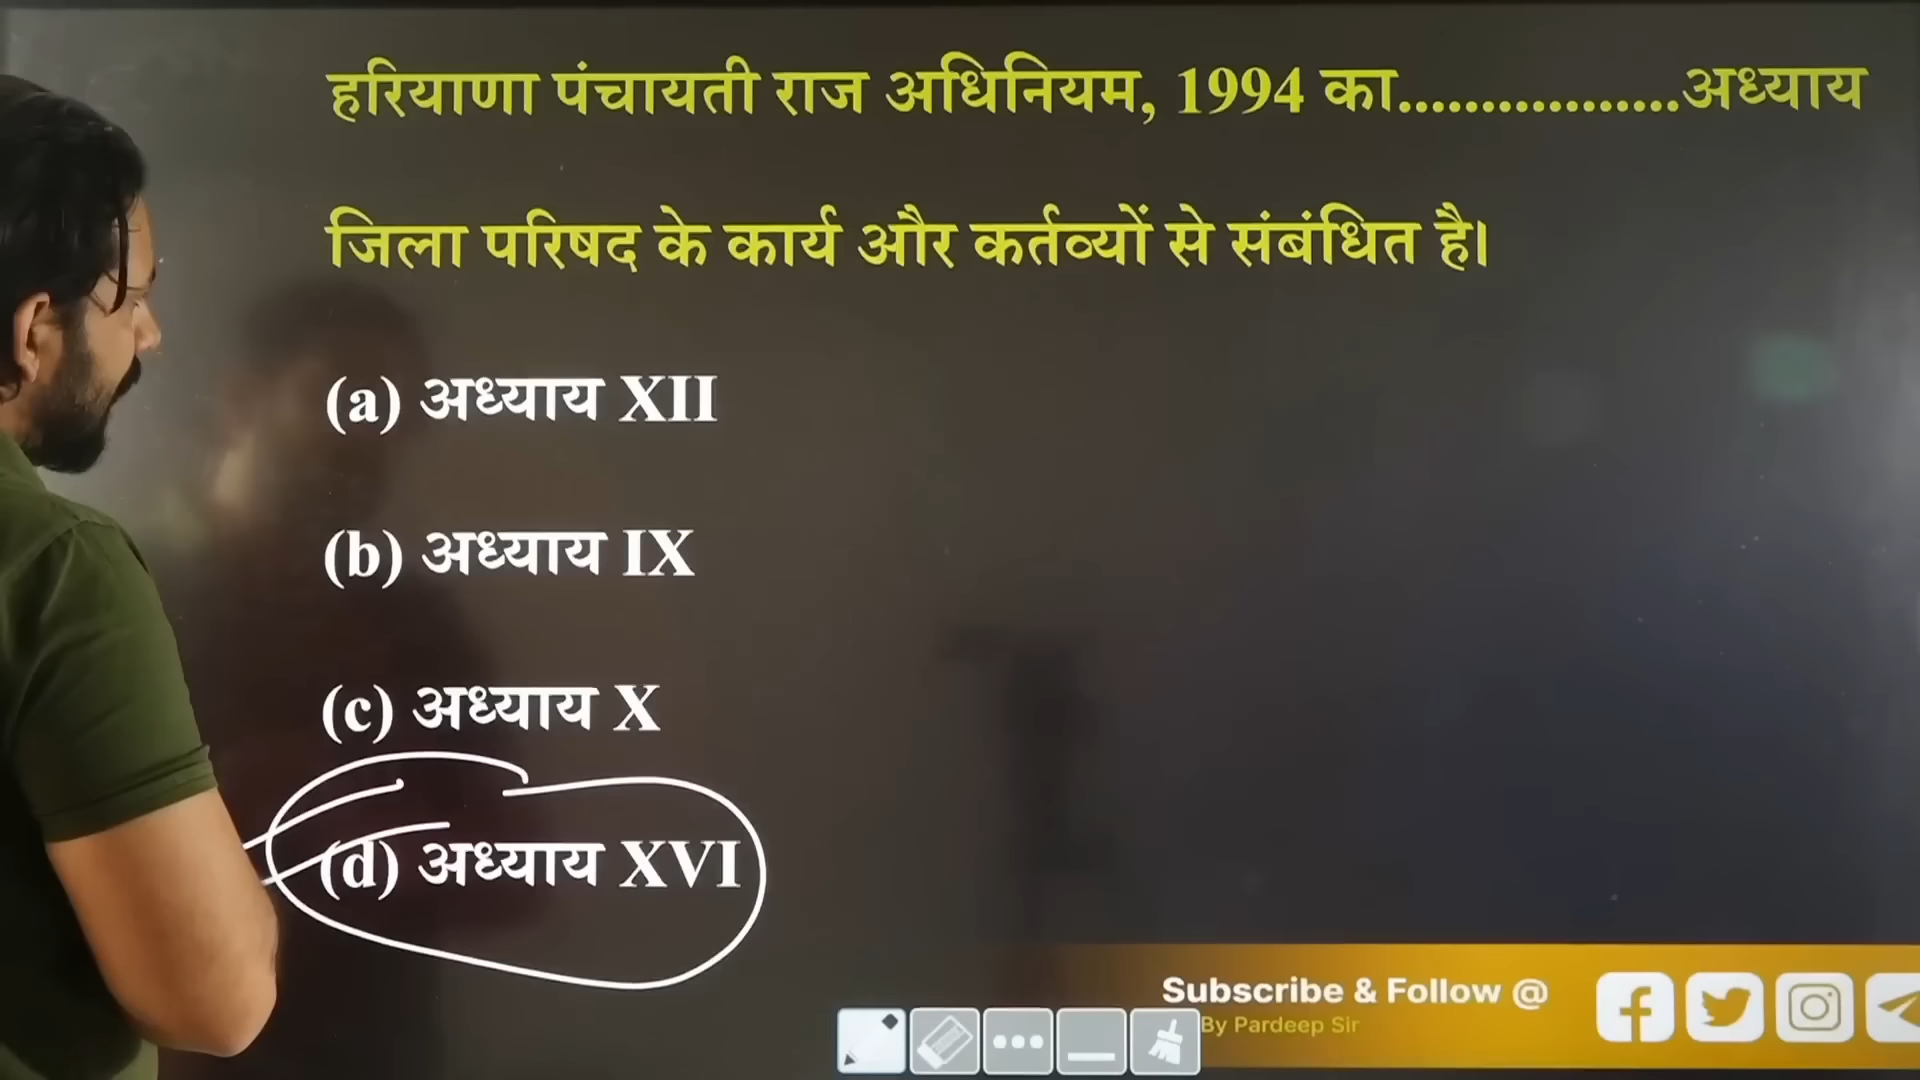 हरियाणा पंचायती राज अधिनियम, 1994 का.................अध्याय
जिला परिषद के कार्य और कर्तव्यों से संबंधित है।
(a) अध्याय XII
(b) अध्याय IX
(c) अध्याय X
(d) अध्याय XVI
Subscribe & Follow @
By Pardeep Sir